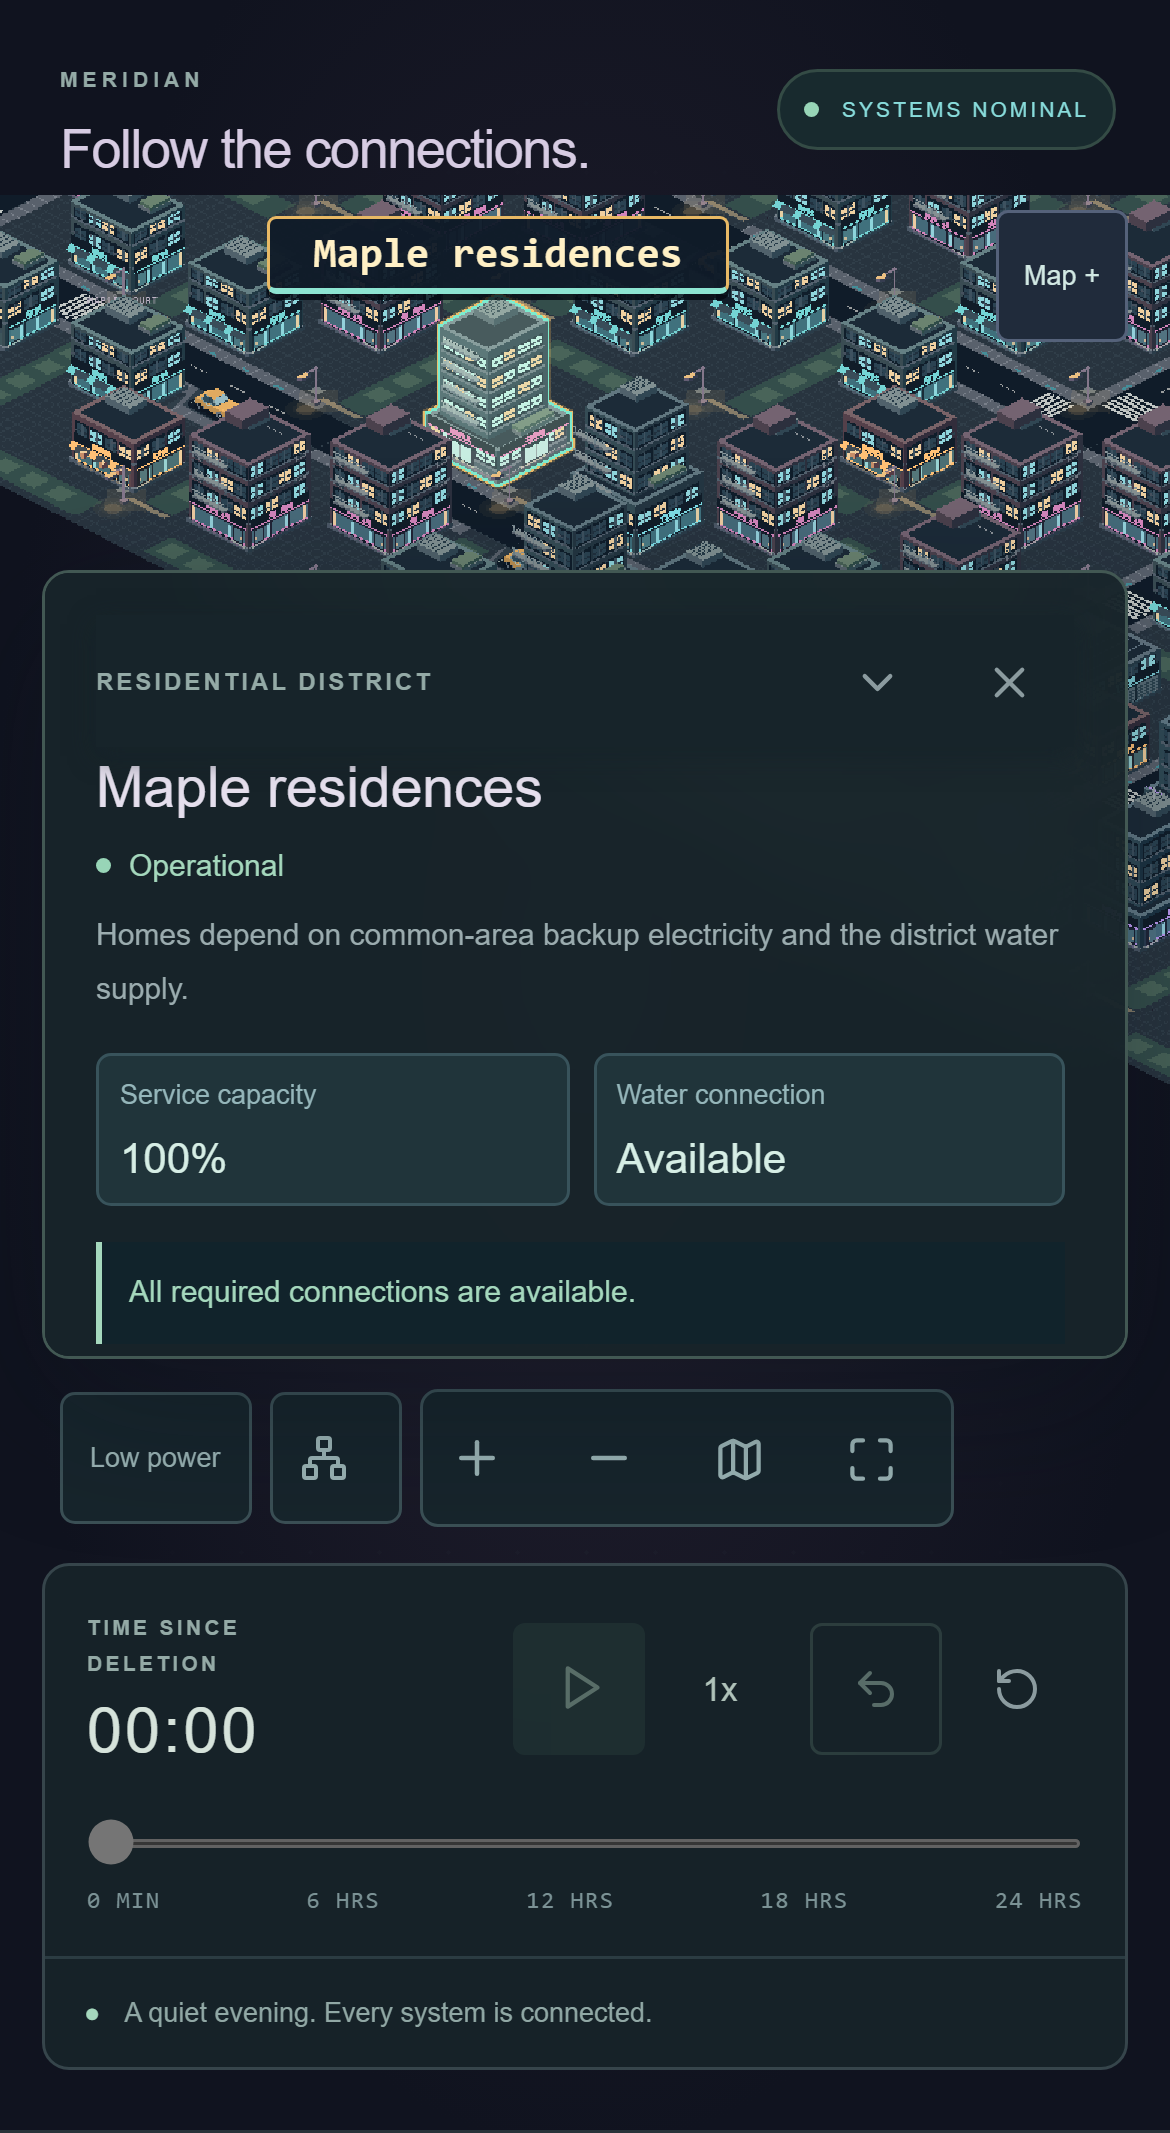 MERIDIAN
Follow the connections.
SYSTEMS NOMINAL
Maple residences
Map +
RESIDENTIAL DISTRICT
Maple residences
Operational
Homes depend on common-area backup electricity and the district water
supply.
Service capacity
100%
Water connection
Available
All required connections are available.
Low power
TIME SINCE
DELETION
00:00
1x
0 MIN
6 HRS
12 HRS
18 HRS
24 HRS
A quiet evening. Every system is connected.